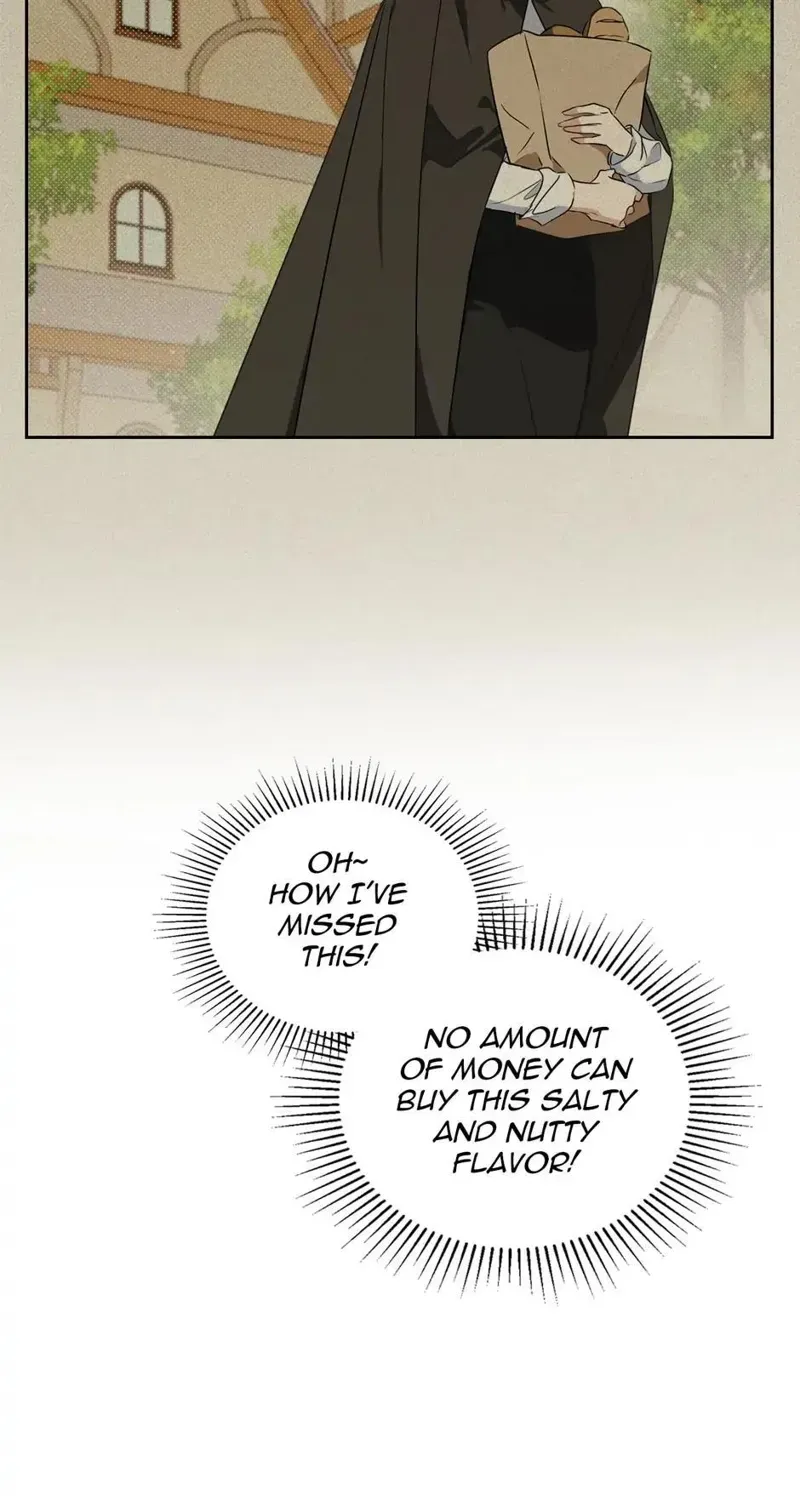 OH~
HOW I'VE
MISSED
THIS!
NO AMOUNT
OF MONEY CAN
BUY THIS SALTY
AND NUTTY
FLAVOR!